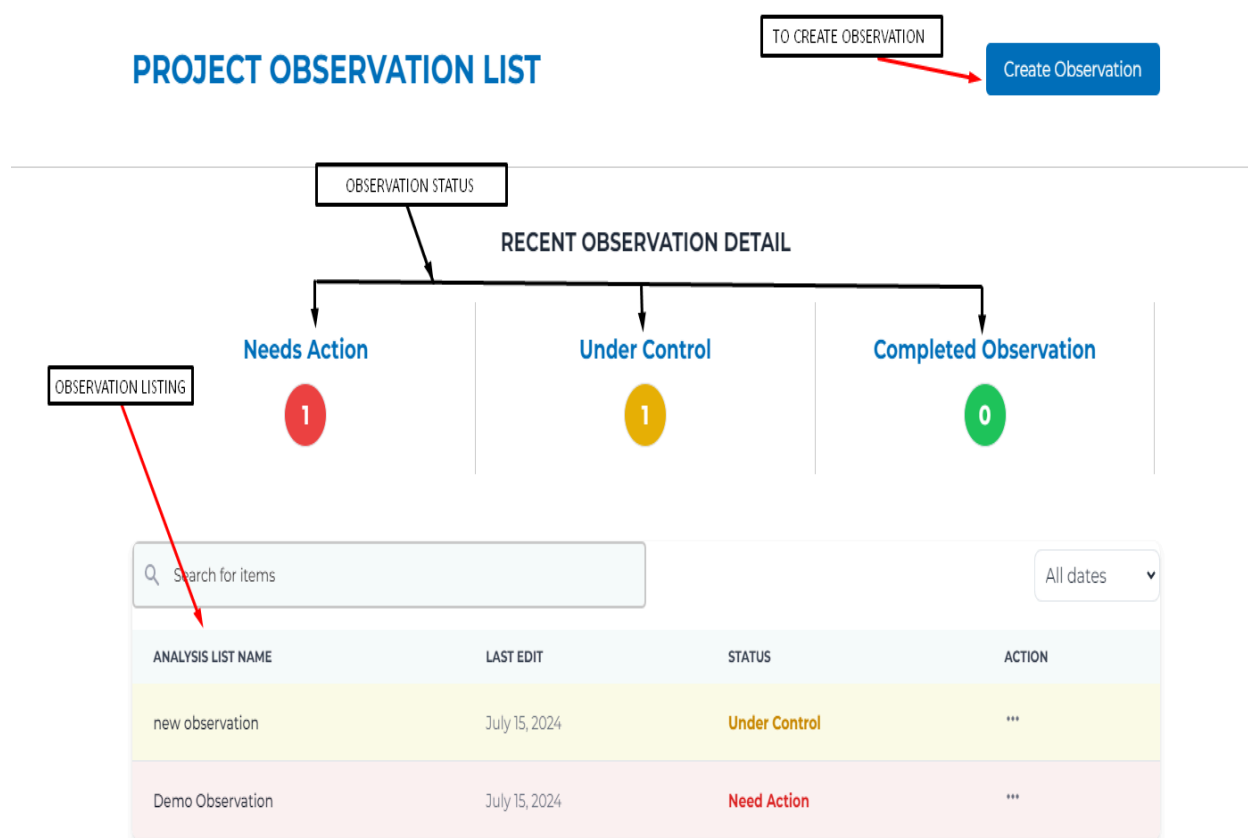 TO CREATE OBSERVATION
PROJECT OBSERVATION LIST
Create Observation
OBSERVATION STATUS
RECENT OBSERVATION DETAIL
Needs Action
Under Control
Completed Observation
OBSERVATION LISTING
1
1
0
Search for items
All dates
ANALYSIS LIST NAME LAST EDIT STATUS ACTION
new observation July 15, 2024 Under Control ...
Demo Observation July 15, 2024 Need Action ...